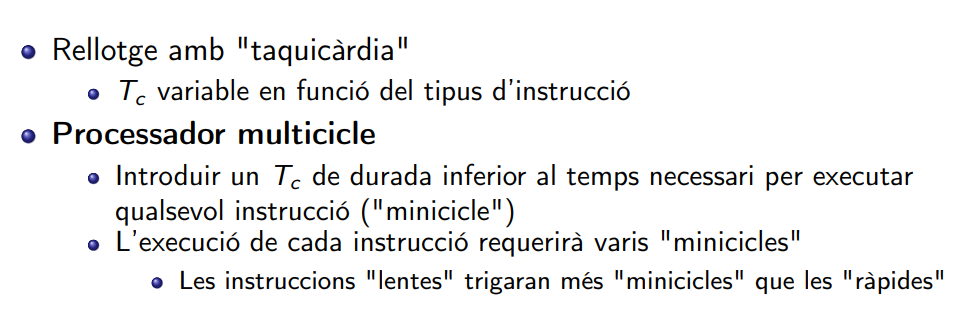 Rellotge amb "taquicàrdia"
Tc variable en funció del tipus d'instrucció
Processador multicicle
Introduir un Tc de durada inferior al temps necessari per executar
qualsevol instrucció ("minicicle")
L'execució de cada instrucció requerirà varis "minicicles"
Les instruccions "lentes" trigaran més "minicicles" que les "ràpides"